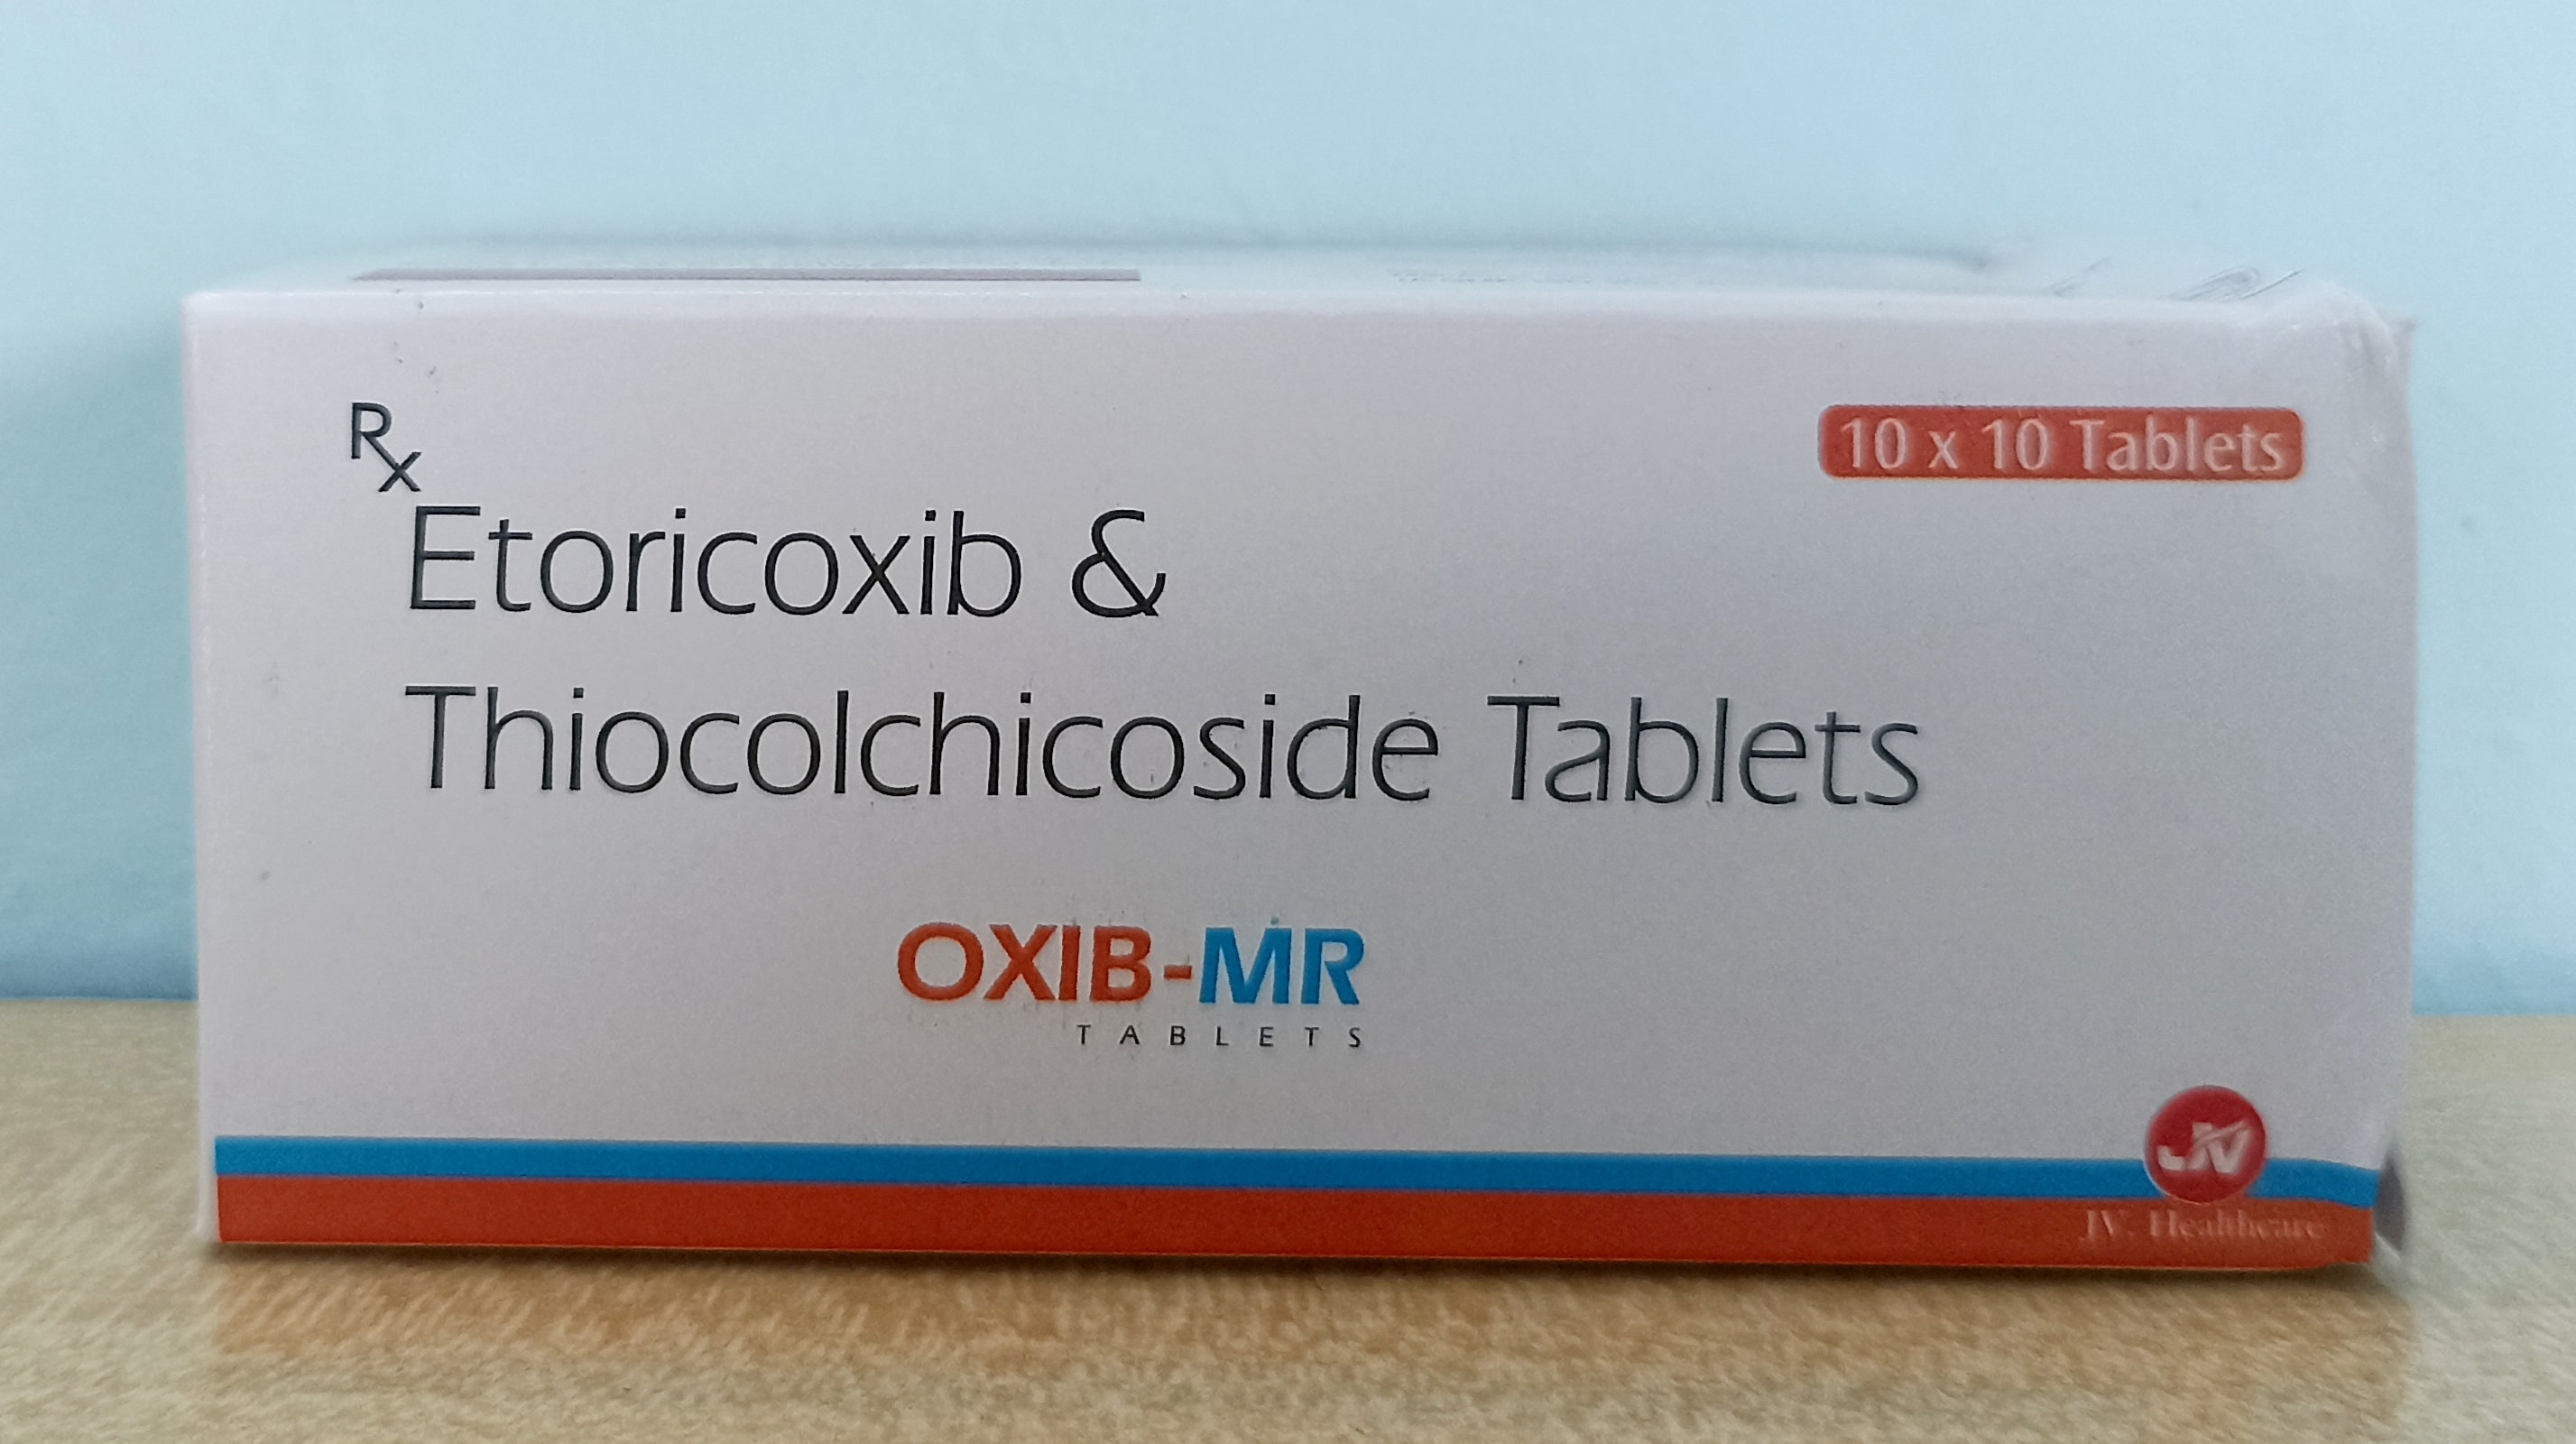 Rx
10 x 10 Tablets
Etoricoxib &
Thiocolchicoside Tablets
OXIB-MR
TABLETS
JV
JV. Healthcare